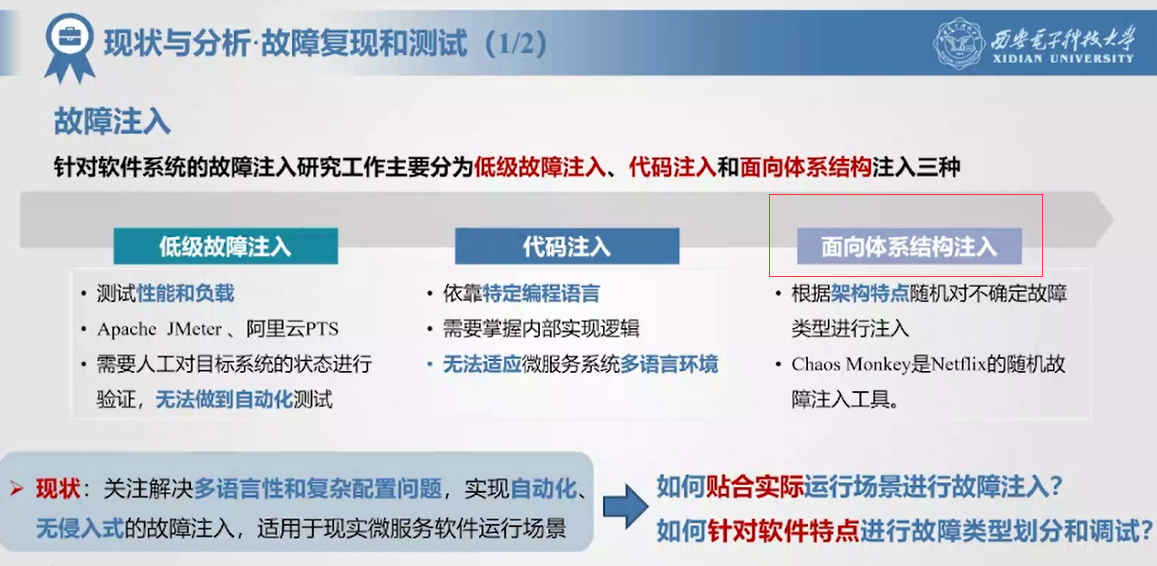 现状与分析·故障复现和测试（1/2）
西安电子科技大学
XIDIAN UNIVERSITY
故障注入
针对软件系统的故障注入研究工作主要分为低级故障注入、代码注入和面向体系结构注入三种
低级故障注入
• 测试性能和负载
• Apache JMeter 、阿里云PTS
• 需要人工对目标系统的状态进行
验证，无法做到自动化测试
代码注入
• 依靠特定编程语言
• 需要掌握内部实现逻辑
• 无法适应微服务系统多语言环境
面向体系结构注入
• 根据架构特点随机对不确定故障
类型进行注入
• Chaos Monkey是Netflix的随机故
障注入工具。
➢ 现状：关注解决多语言性和复杂配置问题，实现自动化、
无侵入式的故障注入，适用于现实微服务软件运行场景
如何贴合实际运行场景进行故障注入？
如何针对软件特点进行故障类型划分和调试？